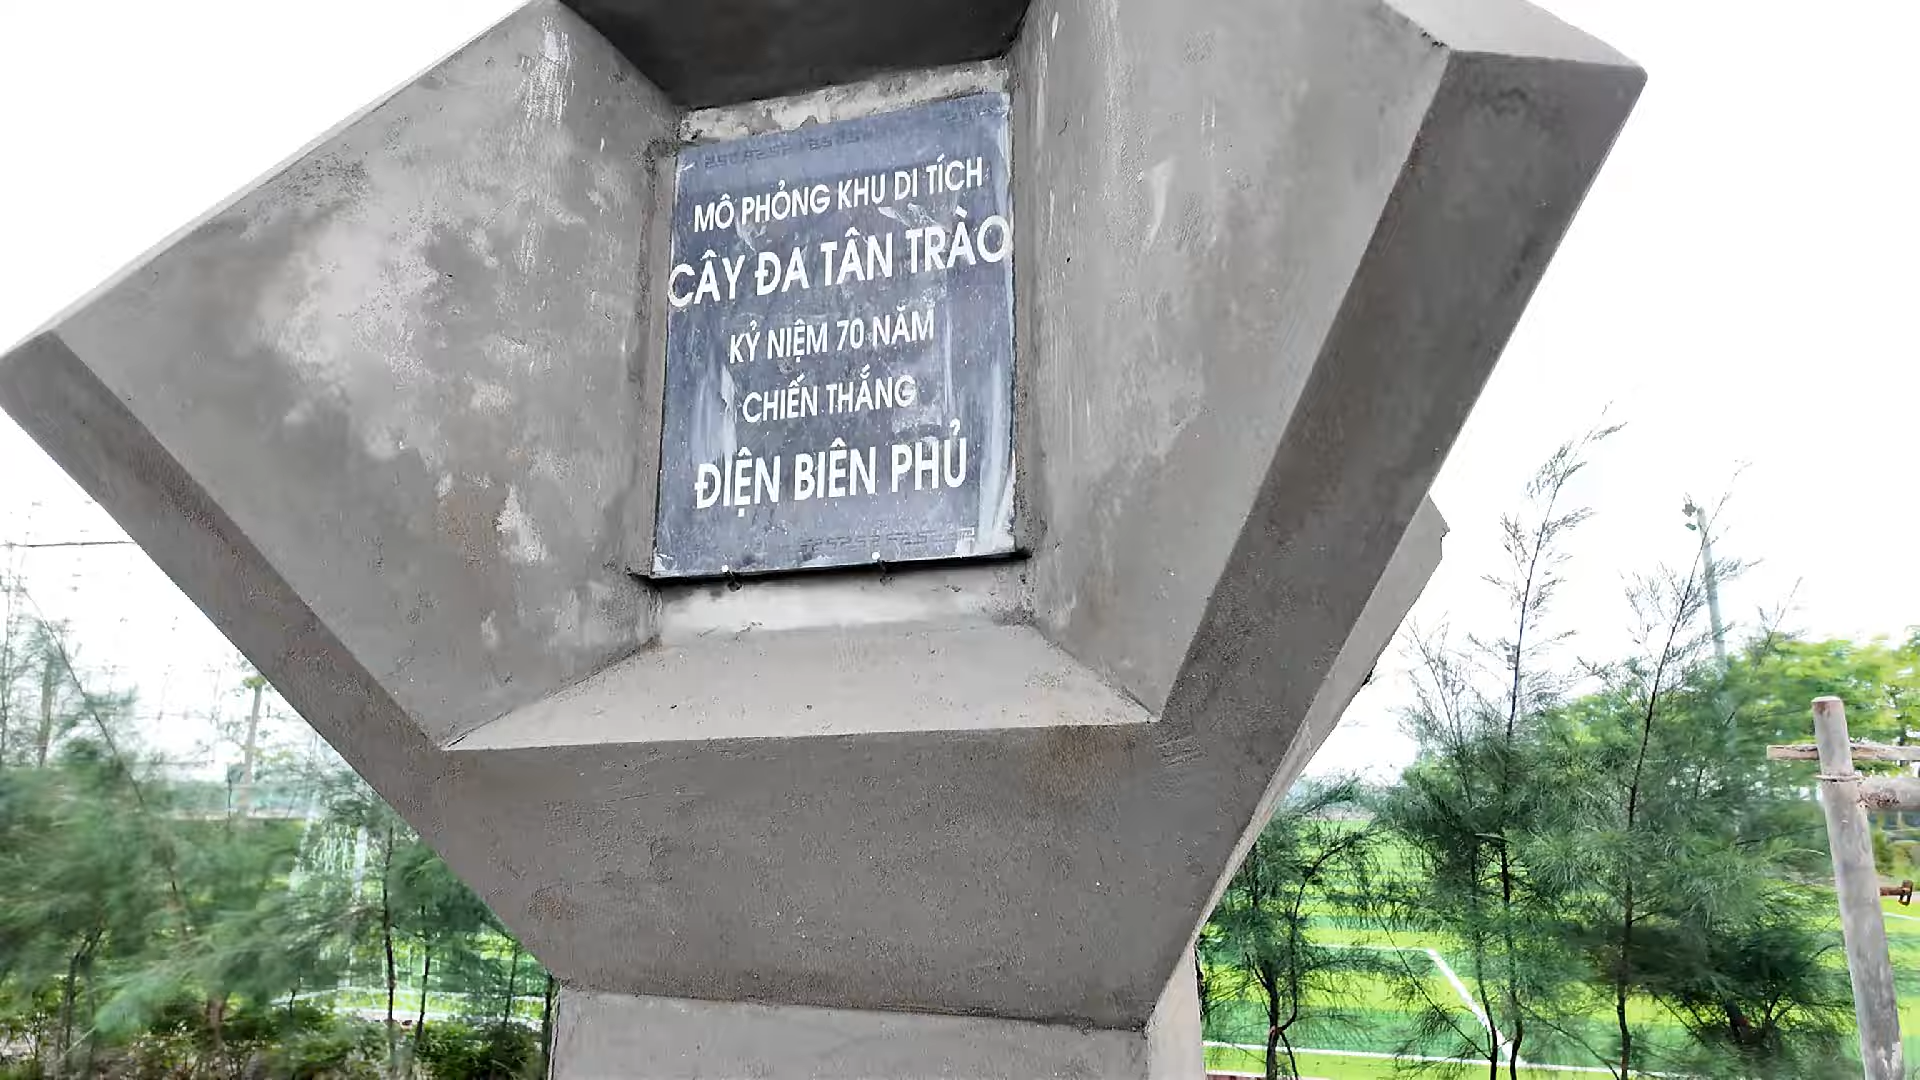 MÔ PHỎNG KHU DI TÍCH
CÂY ĐA TÂN TRÀO
KỶ NIỆM 70 NĂM
CHIẾN THẮNG
ĐIỆN BIÊN PHỦ